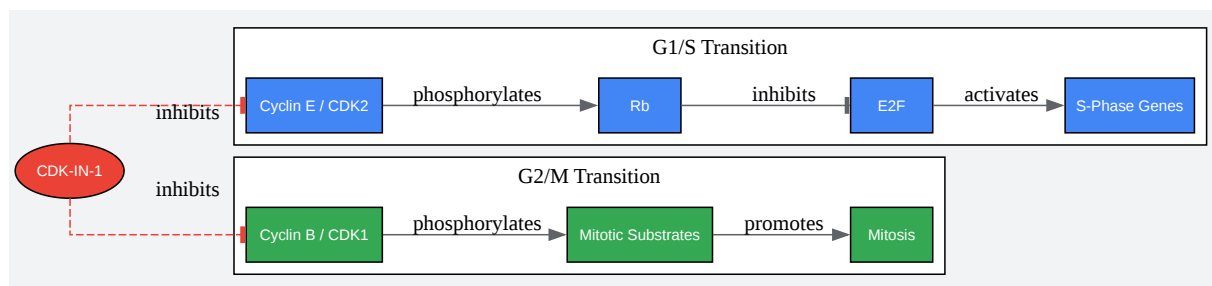 G1/S Transition
Cyclin E / CDK2
phosphorylates
Rb
inhibits
E2F
activates
S-Phase Genes
inhibits
CDK-IN-1
inhibits
G2/M Transition
Cyclin B / CDK1
phosphorylates
Mitotic Substrates
promotes
Mitosis